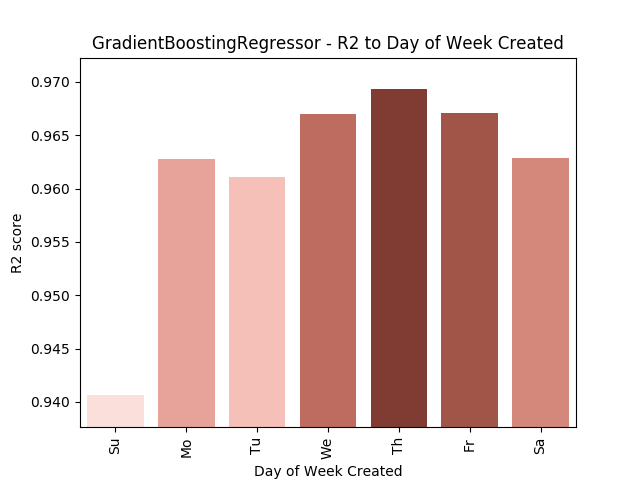 GradientBoostingRegressor - R2 to Day of Week Created
0.970
0.965
0.960
0.955
0.950
0.945
0.940
R2 score
Su
Mo
Tu
We
Th
Fr
Sa
Day of Week Created